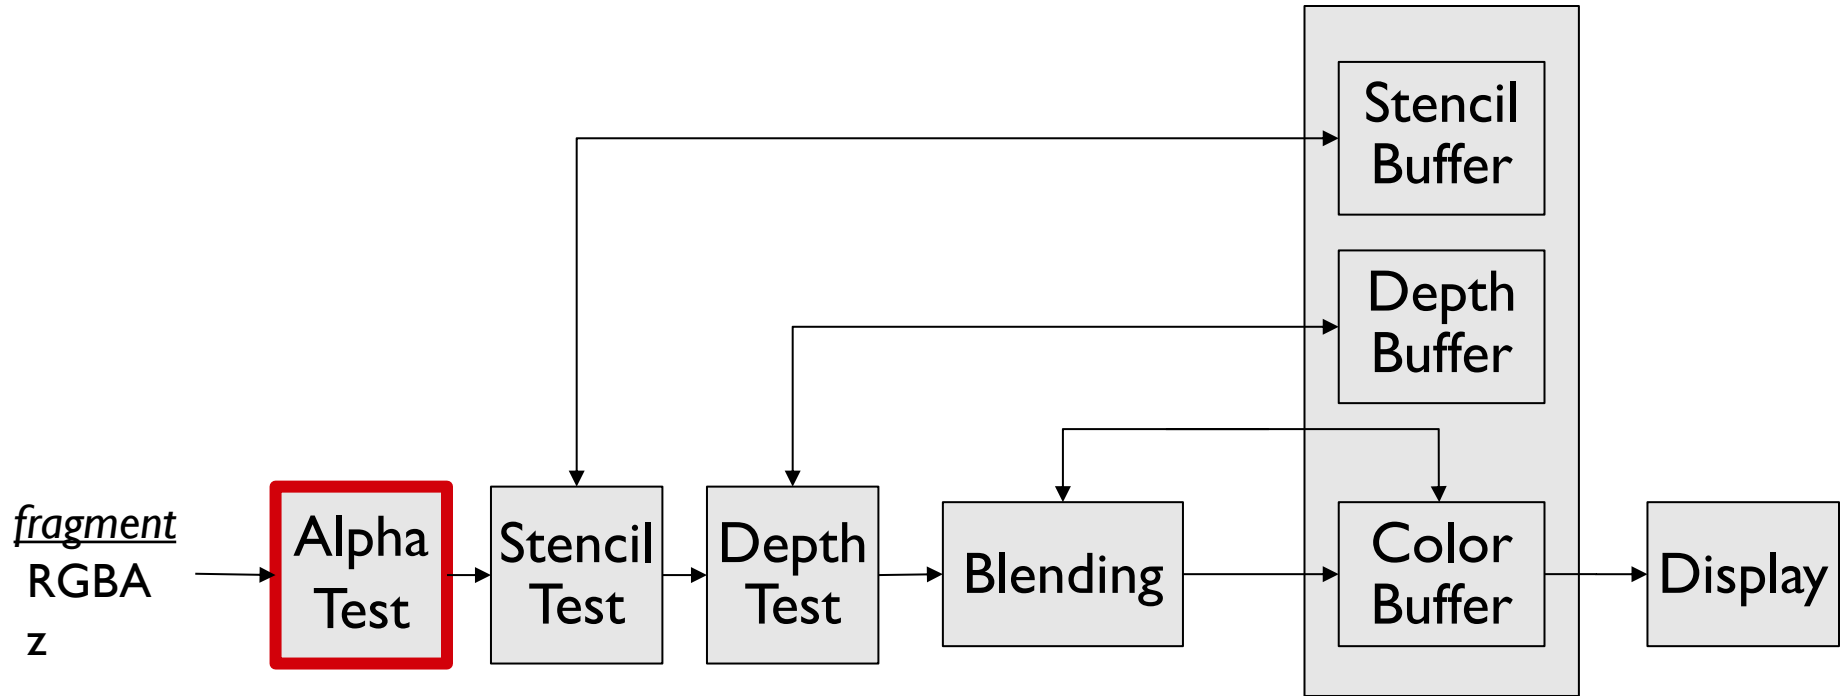 Stencil
Buffer
Depth
Buffer
fragment
RGBA
z
Alpha
Test
Stencil
Test
Depth
Test
Blending
Color
Buffer
Display